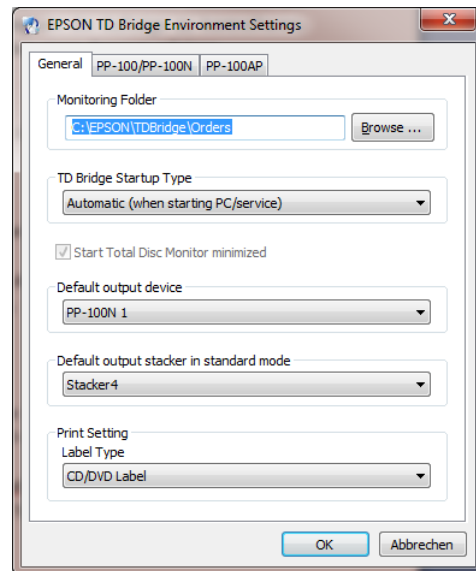 EPSON TD Bridge Environment Settings
General PP-100/PP-100N PP-100AP
Monitoring Folder
C:\EPSON\TDBridge\Orders Browse ...
TD Bridge Startup Type
Automatic (when starting PC/service)
Start Total Disc Monitor minimized
Default output device
PP-100N 1
Default output stacker in standard mode
Stacker4
Print Setting
Label Type
CD/DVD Label
OK Abbrechen